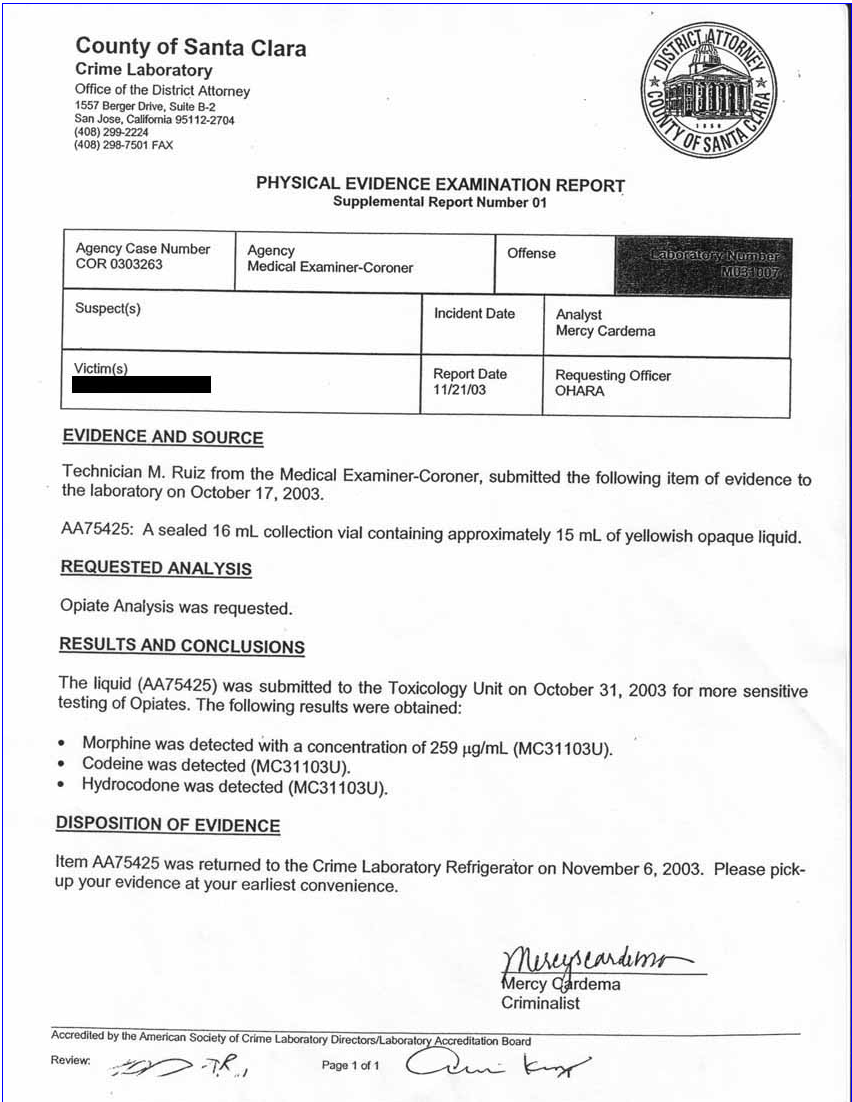 County of Santa Clara
Crime Laboratory
Office of the District Attorney
1557 Berger Drive, Suite B-2
San Jose, California 95112-2704
(408) 299-2224
(408) 298-7501 FAX
DISTRICT ATTORNEY
COUNTY OF SANTA CLARA
1850
PHYSICAL EVIDENCE EXAMINATION REPORT
Supplemental Report Number 01
Agency Case Number
COR 0303263
Agency
Medical Examiner-Coroner
Offense
Laboratory Number
M031007
Suspect(s)
Incident Date
Analyst
Mercy Cardema
Victim(s)
Report Date
11/21/03
Requesting Officer
OHARA
EVIDENCE AND SOURCE
Technician M. Ruiz from the Medical Examiner-Coroner, submitted the following item of evidence to
the laboratory on October 17, 2003.
AA75425: A sealed 16 mL collection vial containing approximately 15 mL of yellowish opaque liquid.
REQUESTED ANALYSIS
Opiate Analysis was requested.
RESULTS AND CONCLUSIONS
The liquid (AA75425) was submitted to the Toxicology Unit on October 31, 2003 for more sensitive
testing of Opiates. The following results were obtained:
• Morphine was detected with a concentration of 259 µg/mL (MC31103U).
• Codeine was detected (MC31103U).
• Hydrocodone was detected (MC31103U).
DISPOSITION OF EVIDENCE
Item AA75425 was returned to the Crime Laboratory Refrigerator on November 6, 2003. Please pick-
up your evidence at your earliest convenience.
Mercy Cardema
Criminalist
Accredited by the American Society of Crime Laboratory Directors/Laboratory Accreditation Board
Review:
Page 1 of 1